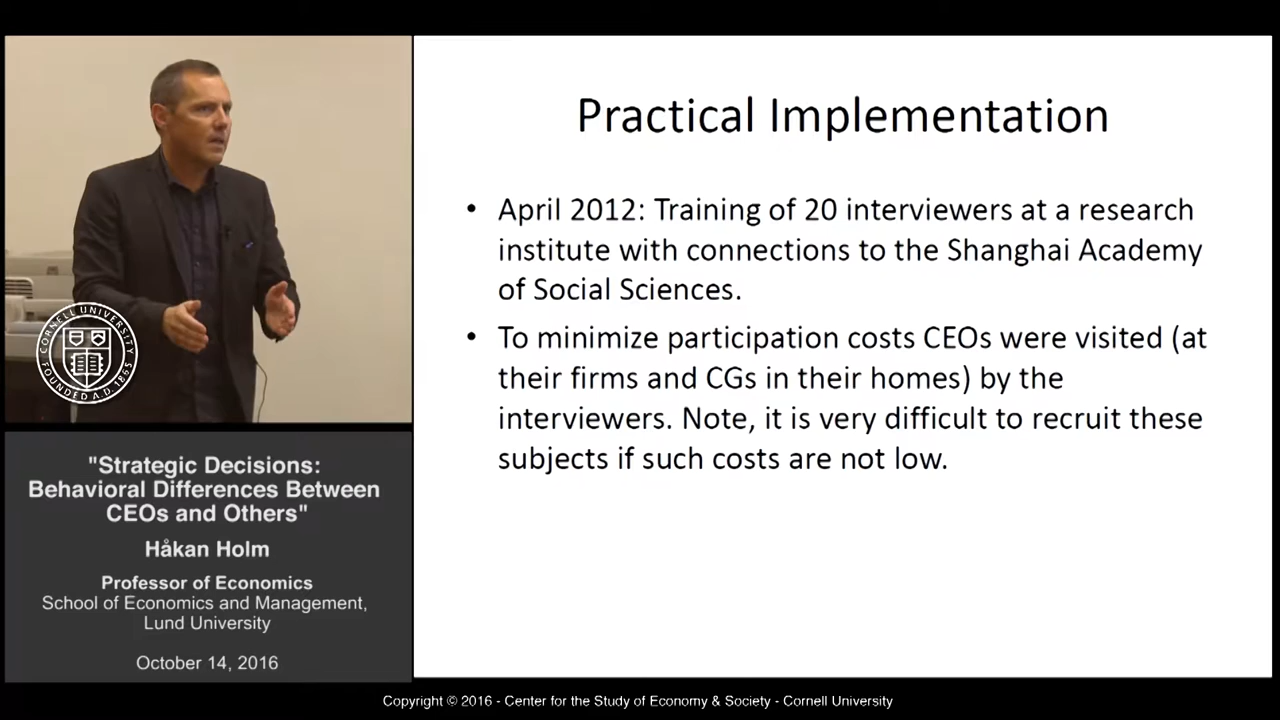 Practical Implementation
• April 2012: Training of 20 interviewers at a research
institute with connections to the Shanghai Academy
of Social Sciences.
• To minimize participation costs CEOs were visited (at
their firms and CGs in their homes) by the
interviewers. Note, it is very difficult to recruit these
subjects if such costs are not low.
CORNELL UNIVERSITY
FOUNDED A.D. 1865
"Strategic Decisions:
Behavioral Differences Between
CEOs and Others"
Håkan Holm
Professor of Economics
School of Economics and Management,
Lund University
October 14, 2016
Copyright © 2016 - Center for the Study of Economy & Society - Cornell University